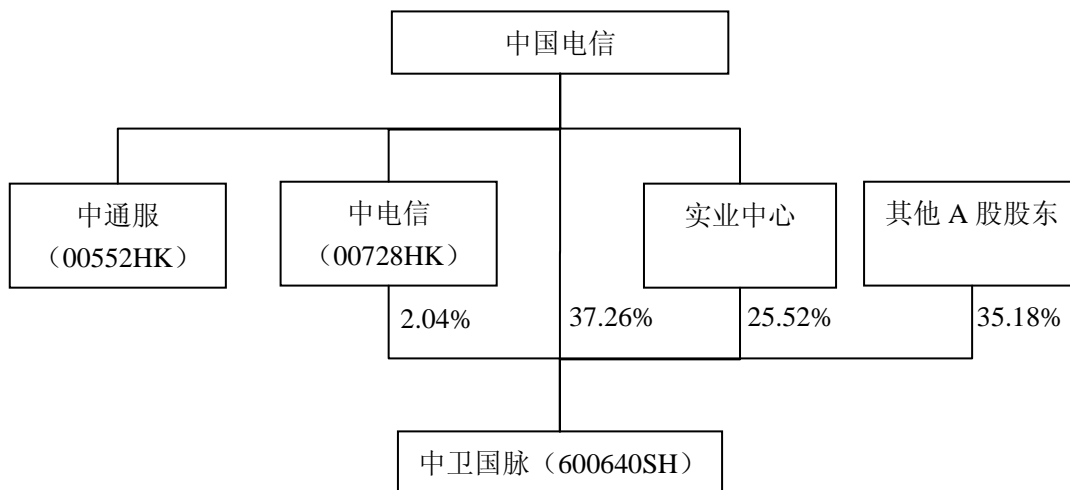 中国电信
中通服
（00552HK）
中电信
（00728HK）
实业中心
其他 A 股股东
2.04%
37.26%
25.52%
35.18%
中卫国脉（600640SH）